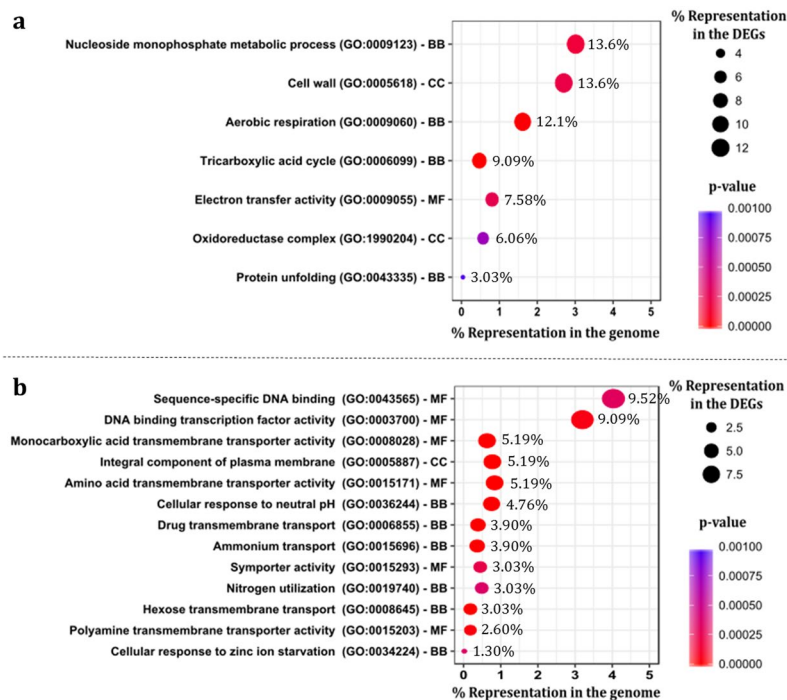 a
% Representation
in the DEGs
Nucleoside monophosphate metabolic process (GO:0009123) - BB
13.6%
4
6
Cell wall (GO:0005618) - CC
13.6%
8
10
Aerobic respiration (GO:0009060) - BB
12.1%
12
Tricarboxylic acid cycle (GO:0006099) - BB
9.09%
p-value
Electron transfer activity (GO:0009055) - MF
7.58%
0.00100
0.00075
Oxidoreductase complex (GO:1990204) - CC
6.06%
0.00050
0.00025
Protein unfolding (GO:0043335) - BB
3.03%
0.00000
0 1 2 3 4 5
% Representation in the genome
b
% Representation
in the DEGs
Sequence-specific DNA binding (GO:0043565) - MF
9.52%
DNA binding transcription factor activity (GO:0003700) - MF
9.09%
2.5
Monocarboxylic acid transmembrane transporter activity (GO:0008028) - MF
5.19%
5.0
Integral component of plasma membrane (GO:0005887) - CC
5.19%
7.5
Amino acid transmembrane transporter activity (GO:0015171) - MF
5.19%
Cellular response to neutral pH (GO:0036244) - BB
4.76%
Drug transmembrane transport (GO:0006855) - BB
3.90%
p-value
Ammonium transport (GO:0015696) - BB
3.90%
0.00100
Symporter activity (GO:0015293) - MF
3.03%
0.00075
Nitrogen utilization (GO:0019740) - BB
3.03%
0.00050
Hexose transmembrane transport (GO:0008645) - BB
3.03%
0.00025
Polyamine transmembrane transporter activity (GO:0015203) - MF
2.60%
Cellular response to zinc ion starvation (GO:0034224) - BB
1.30%
0.00000
0 1 2 3 4 5
% Representation in the genome